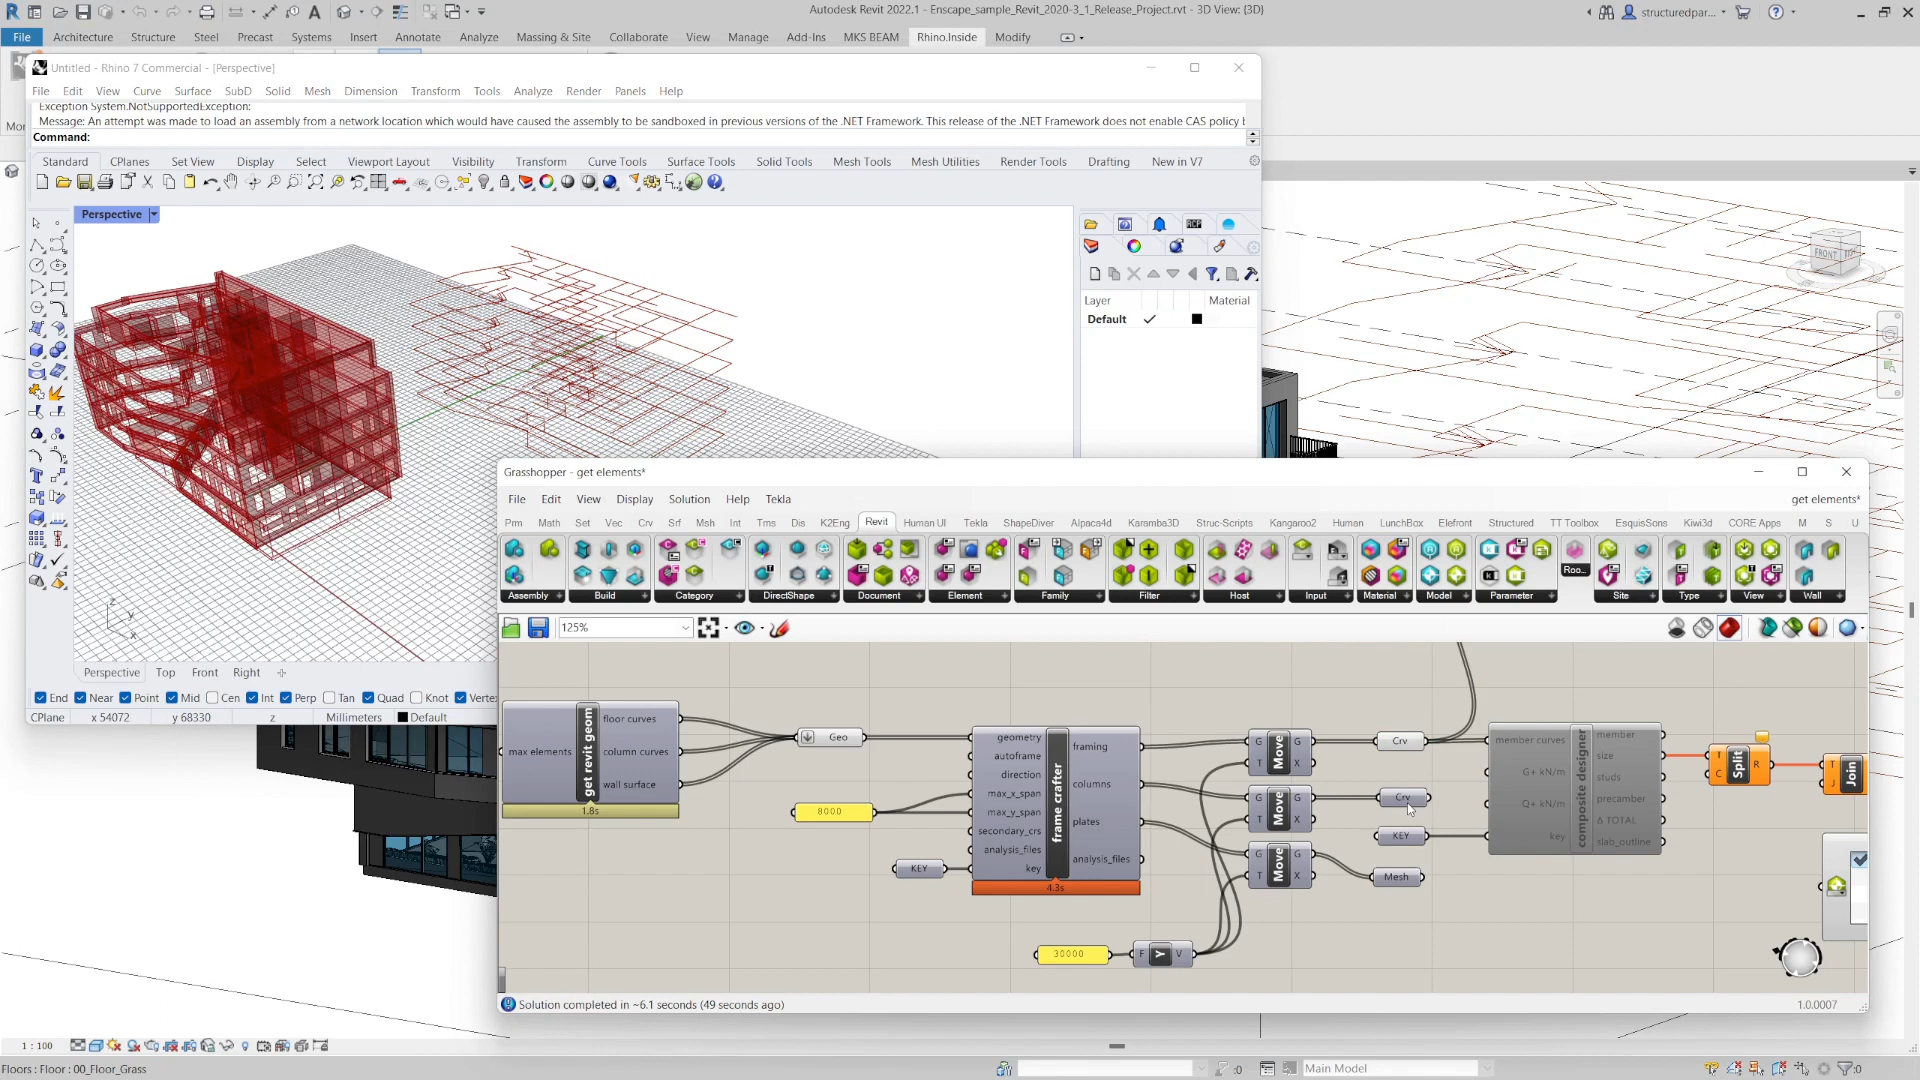 Autodesk Revit 2022.1 - Enscape_sample_Revit_2020-3_1_Release_Project.rvt - 3D View: {3D}
structuredpar...
File Architecture Structure Steel Precast Systems Insert Annotate Analyze Massing & Site Collaborate View Manage Add-Ins MKS BEAM Rhino.Inside Modify
Untitled - Rhino 7 Commercial - [Perspective]
File Edit View Curve Surface SubD Solid Mesh Dimension Transform Tools Analyze Render Panels Help
Exception System.NotSupportedException:
Message: An attempt was made to load an assembly from a network location which would have caused the assembly to be sandboxed in previous versions of the .NET Framework. This release of the .NET Framework does not enable CAS policy
Command:
Standard CPlanes Set View Display Select Viewport Layout Visibility Transform Curve Tools Surface Tools Solid Tools Mesh Tools Mesh Utilities Render Tools Drafting New in V7
Perspective
Layer Material
Default
FRONT
z
y
x
Perspective Top Front Right
End Near Point Mid Cen Int Perp Tan Quad Knot Vertex
CPlane x 54072 y 68330 z Millimeters Default
Grasshopper - get elements*
File Edit View Display Solution Help Tekla get elements*
Prm Math Set Vec Crv Srf Msh Int Trns Dis K2Eng Revit Human UI Tekla ShapeDiver Alpaca4d Karamba3D Struc-Scripts Kangaroo2 Human LunchBox Elefront Structured TT Toolbox EsquisSons Kiwi3d CORE Apps M S U
Assembly Build Category DirectShape Document Element Family Filter Host Input Material Model Parameter Roo... Site Type View Wall
125%
max elements
get revit geom
floor curves
column curves
wall surface
1.8s
Geo
8000
KEY
geometry
autoframe
direction
max_x_span
max_y_span
secondary_crs
analysis_files
key
frame crafter
framing
columns
plates
analysis_files
4.3s
30000
F Y V
G T Move G X
G T Move G X
G T Move G X
Crv
Crv
KEY
Mesh
member curves
G+ kN/m
Q+ kN/m
key
composite designer
member
size
studs
precamber
Δ TOTAL
slab_outline
T C Split R
T J Join
Solution completed in ~6.1 seconds (49 seconds ago)
1.0.0007
1 : 100
Floors : Floor : 00_Floor_Grass
:0
Main Model
:0